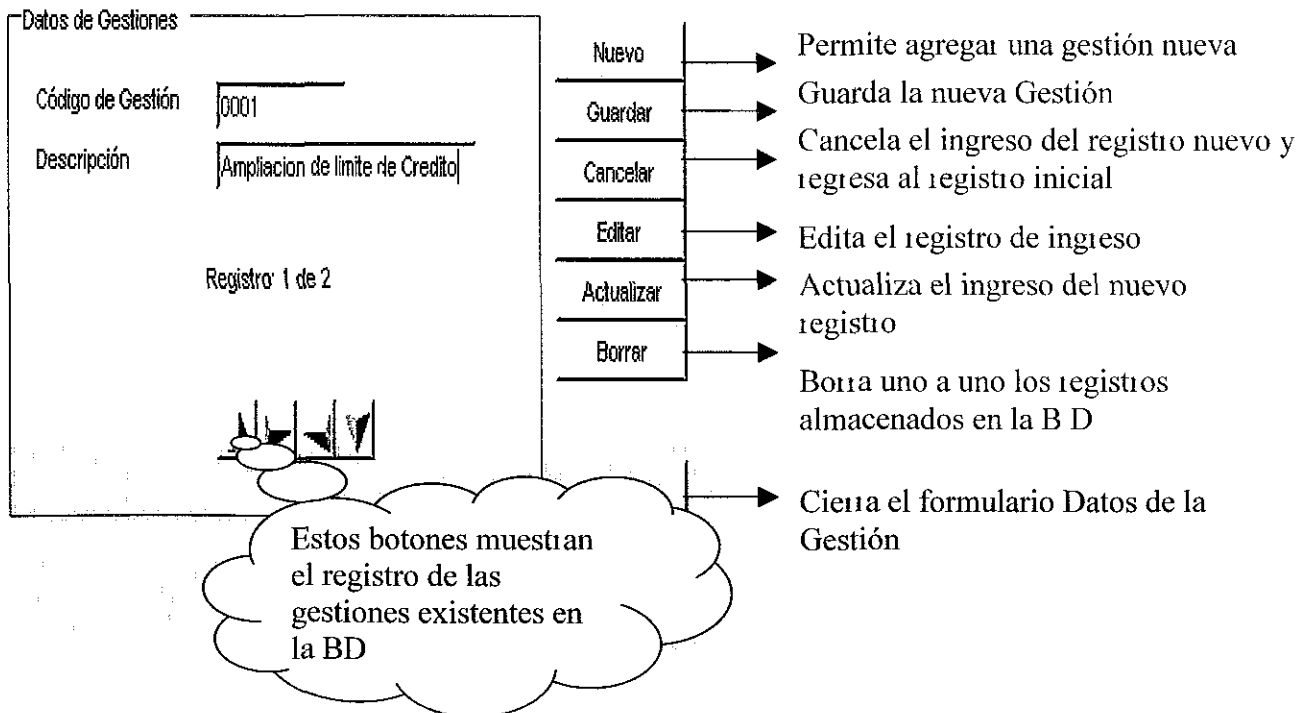 Datos de Gestiones
Código de Gestión
0001
Descripción
Ampliacion de limite de Credito
Registro: 1 de 2
Nuevo
Guardar
Cancelar
Editar
Actualizar
Borrar
Permite agregar una gestión nueva
Guarda la nueva Gestión
Cancela el ingreso del registro nuevo y
regresa al registro inicial
Edita el registro de ingreso
Actualiza el ingreso del nuevo
registro
Borra uno a uno los registros
almacenados en la B D
Cierra el formulario Datos de la
Gestión
Estos botones muestran
el registro de las
gestiones existentes en
la BD